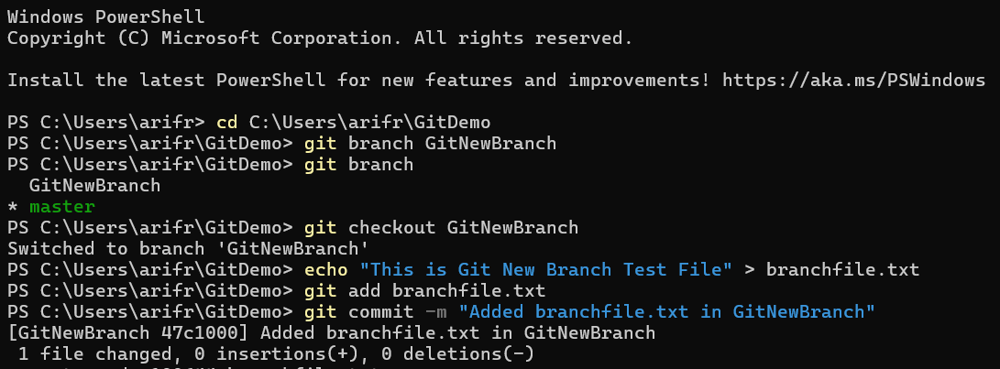 Windows PowerShell
Copyright (C) Microsoft Corporation. All rights reserved.
Install the latest PowerShell for new features and improvements! https://aka.ms/PSWindows
PS C:\Users\arifr> cd C:\Users\arifr\GitDemo
PS C:\Users\arifr\GitDemo> git branch GitNewBranch
PS C:\Users\arifr\GitDemo> git branch
  GitNewBranch
* master
PS C:\Users\arifr\GitDemo> git checkout GitNewBranch
Switched to branch 'GitNewBranch'
PS C:\Users\arifr\GitDemo> echo "This is Git New Branch Test File" > branchfile.txt
PS C:\Users\arifr\GitDemo> git add branchfile.txt
PS C:\Users\arifr\GitDemo> git commit -m "Added branchfile.txt in GitNewBranch"
[GitNewBranch 47c1000] Added branchfile.txt in GitNewBranch
 1 file changed, 0 insertions(+), 0 deletions(-)